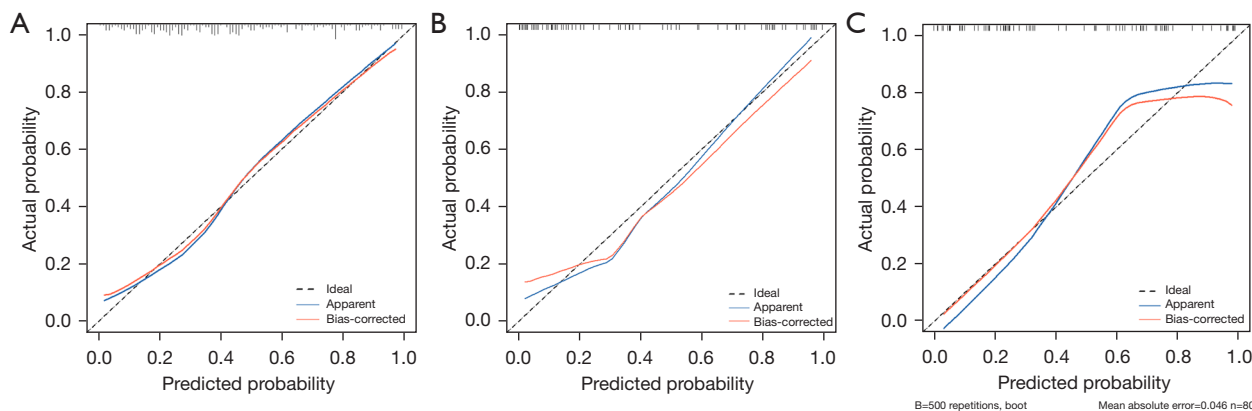 A
1.0
0.8
0.6
0.4
0.2
0.0
Actual probability
Ideal
Apparent
Bias-corrected
0.0 0.2 0.4 0.6 0.8 1.0
Predicted probability
B
1.0
0.8
0.6
0.4
0.2
0.0
Actual probability
Ideal
Apparent
Bias-corrected
0.0 0.2 0.4 0.6 0.8 1.0
Predicted probability
C
1.0
0.8
0.6
0.4
0.2
0.0
Actual probability
Ideal
Apparent
Bias-corrected
0.0 0.2 0.4 0.6 0.8 1.0
Predicted probability
B=500 repetitions, boot Mean absolute error=0.046 n=80